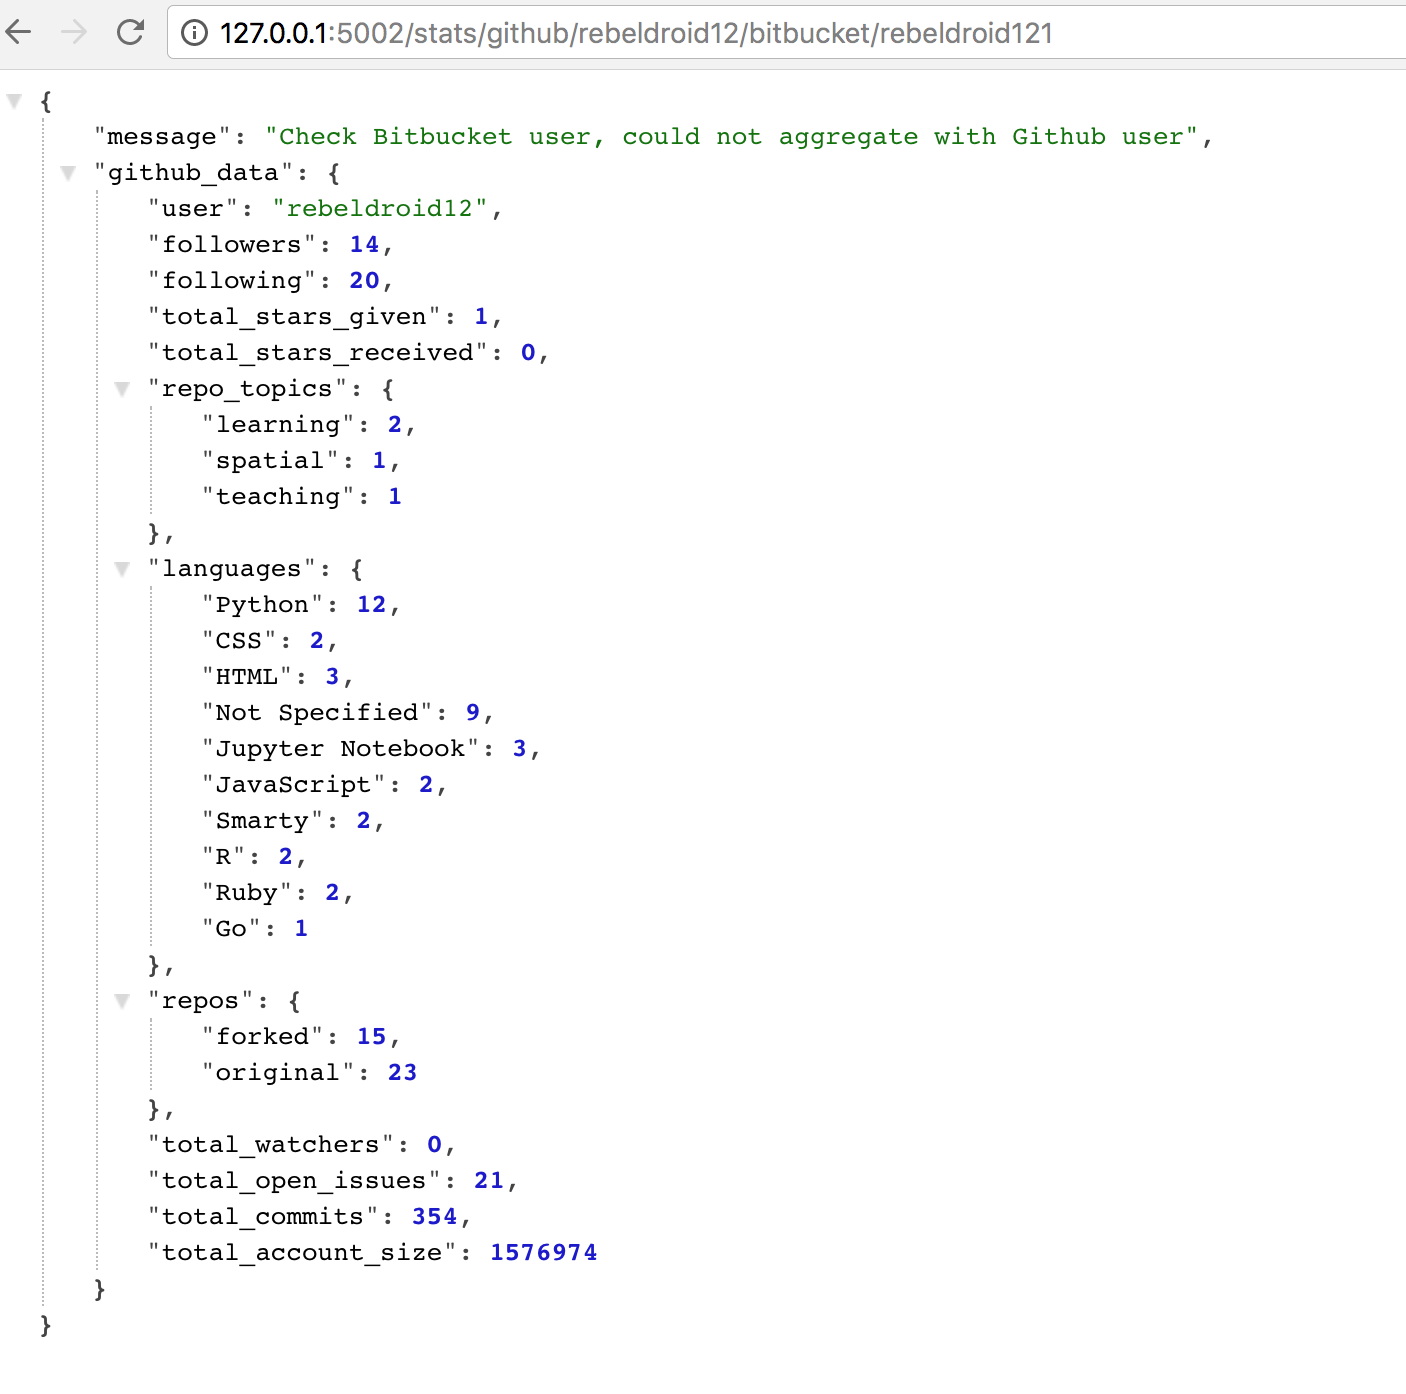 127.0.0.1:5002/stats/github/rebeldroid12/bitbucket/rebeldroid121
{
"message": "Check Bitbucket user, could not aggregate with Github user",
"github_data": {
"user": "rebeldroid12",
"followers": 14,
"following": 20,
"total_stars_given": 1,
"total_stars_received": 0,
"repo_topics": {
"learning": 2,
"spatial": 1,
"teaching": 1
},
"languages": {
"Python": 12,
"CSS": 2,
"HTML": 3,
"Not Specified": 9,
"Jupyter Notebook": 3,
"JavaScript": 2,
"Smarty": 2,
"R": 2,
"Ruby": 2,
"Go": 1
},
"repos": {
"forked": 15,
"original": 23
},
"total_watchers": 0,
"total_open_issues": 21,
"total_commits": 354,
"total_account_size": 1576974
}
}